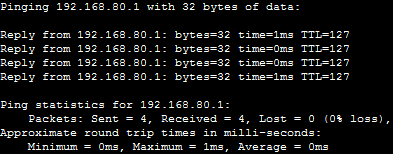 Pinging 192.168.80.1 with 32 bytes of data:
Reply from 192.168.80.1: bytes=32 time=1ms TTL=127
Reply from 192.168.80.1: bytes=32 time=0ms TTL=127
Reply from 192.168.80.1: bytes=32 time=0ms TTL=127
Reply from 192.168.80.1: bytes=32 time=1ms TTL=127
Ping statistics for 192.168.80.1:
Packets: Sent = 4, Received = 4, Lost = 0 (0% loss),
Approximate round trip times in milli-seconds:
Minimum = 0ms, Maximum = 1ms, Average = 0ms